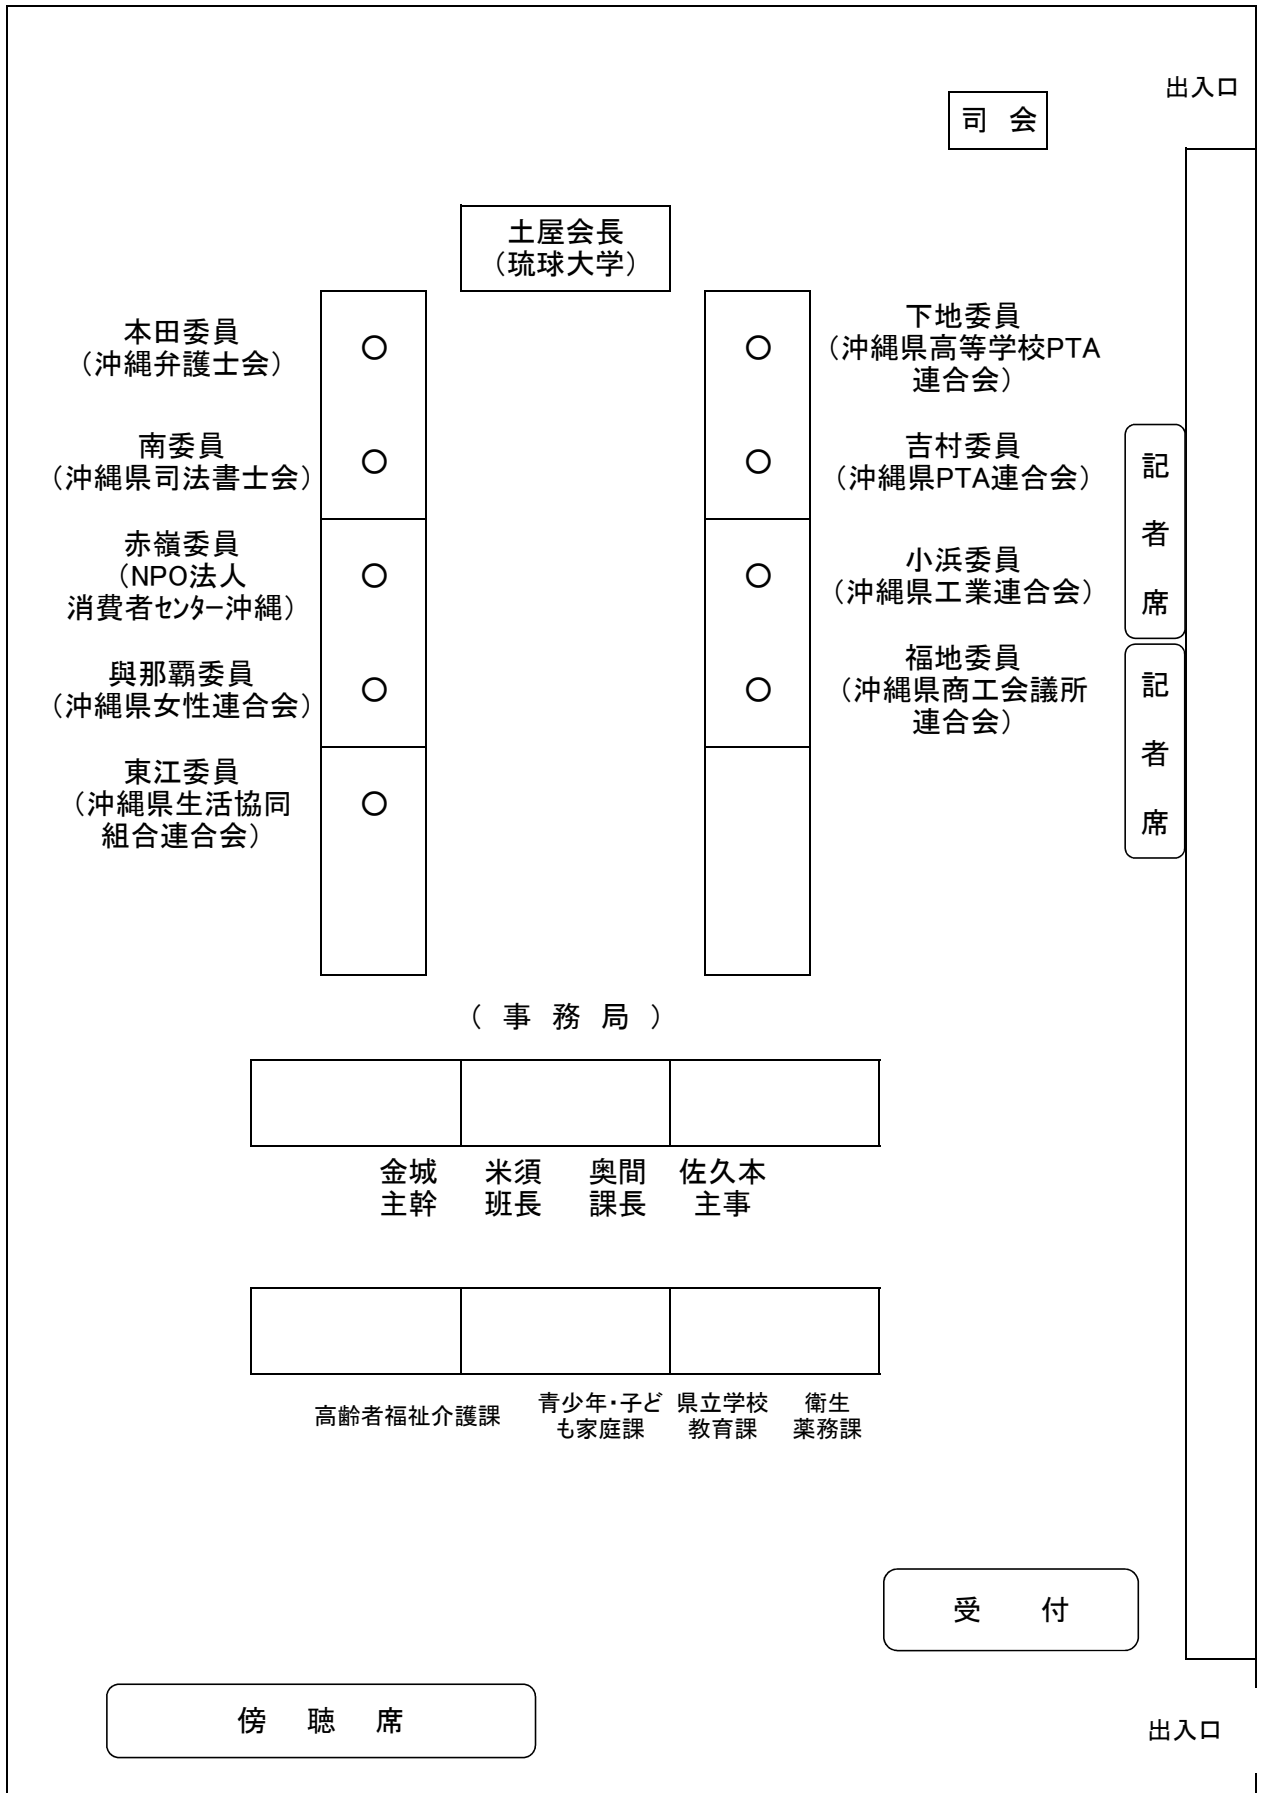 出入口
司 会
土屋会長
（琉球大学）
本田委員
（沖縄弁護士会）
○
南委員
（沖縄県司法書士会）
○
赤嶺委員
（NPO法人
消費者センター沖縄）
○
與那覇委員
（沖縄県女性連合会）
○
東江委員
（沖縄県生活協同
組合連合会）
○
○
下地委員
（沖縄県高等学校PTA
連合会）
○
吉村委員
（沖縄県PTA連合会）
○
小浜委員
（沖縄県工業連合会）
○
福地委員
（沖縄県商工会議所
連合会）
記者席
記者席
（ 事 務 局 ）
金城
主幹
米須
班長
奥間
課長
佐久本
主事
高齢者福祉介護課
青少年・子ど
も家庭課
県立学校
教育課
衛生
薬務課
受 付
傍 聴 席
出入口